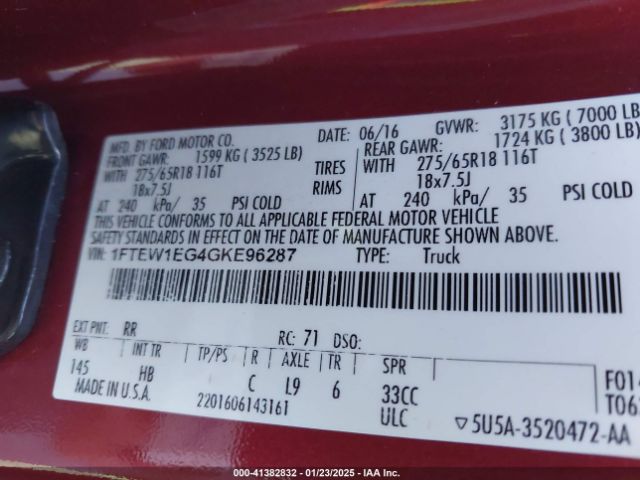 MFD. BY FORD MOTOR CO. DATE: 06/16 GVWR: 3175 KG ( 7000 LB
FRONT GAWR: 1599 KG ( 3525 LB) REAR GAWR: 1724 KG ( 3800 LB)
WITH 275/65R18 116T TIRES WITH 275/65R18 116T
18x7.5J RIMS 18x7.5J
AT 240 kPa/ 35 PSI COLD AT 240 kPa/ 35 PSI COLD
THIS VEHICLE CONFORMS TO ALL APPLICABLE FEDERAL MOTOR VEHICLE
SAFETY STANDARDS IN EFFECT ON THE DATE OF MANUFACTURE SHOWN ABOVE.
VIN: 1FTEW1EG4GKE96287 TYPE: Truck
EXT PNT: RR RC: 71 DSO:
WB INT TR TP/PS R AXLE TR SPR
145 HB C L9 6 33CC
MADE IN U.S.A. 2201606143161 ULC
F014
T06
▽5U5A-3520472-AA
000-41382832 - 01/23/2025 - IAA Inc.